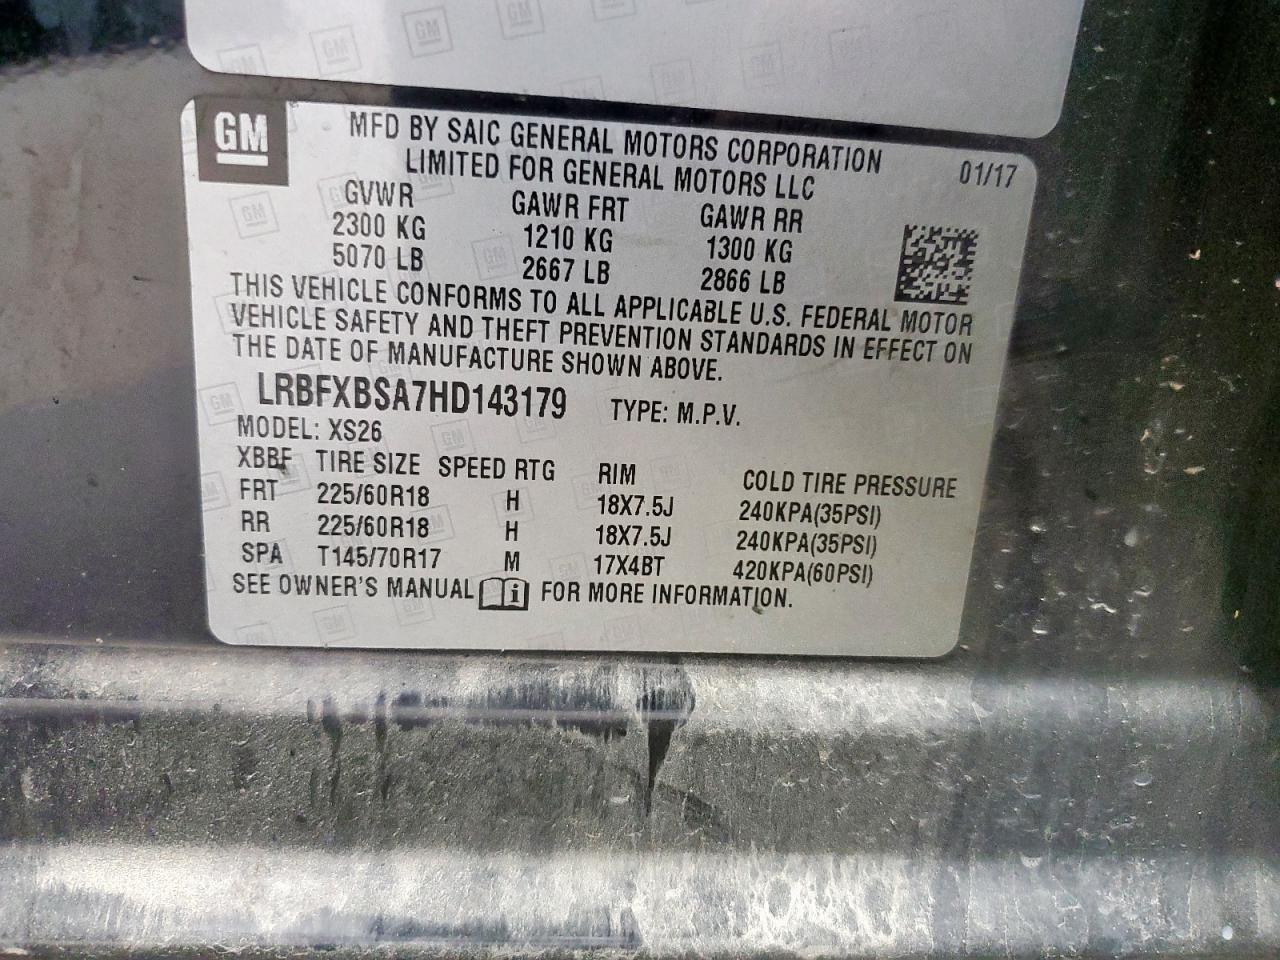 GM
MFD BY SAIC GENERAL MOTORS CORPORATION
LIMITED FOR GENERAL MOTORS LLC
01/17
GVWR GAWR FRT GAWR RR
2300 KG 1210 KG 1300 KG
5070 LB 2667 LB 2866 LB
THIS VEHICLE CONFORMS TO ALL APPLICABLE U.S. FEDERAL MOTOR
VEHICLE SAFETY AND THEFT PREVENTION STANDARDS IN EFFECT ON
THE DATE OF MANUFACTURE SHOWN ABOVE.
LRBFXBSA7HD143179 TYPE: M.P.V.
MODEL: XS26
XBBF TIRE SIZE SPEED RTG RIM COLD TIRE PRESSURE
FRT 225/60R18 H 18X7.5J 240KPA(35PSI)
RR 225/60R18 H 18X7.5J 240KPA(35PSI)
SPA T145/70R17 M 17X4BT 420KPA(60PSI)
SEE OWNER'S MANUAL i FOR MORE INFORMATION.